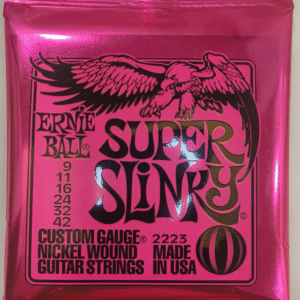 ERNIE BALL®
SUPER SLINKY®
9
11
16
24
32
42
CUSTOM GAUGE® 2223
NICKEL WOUND MADE
GUITAR STRINGS IN USA